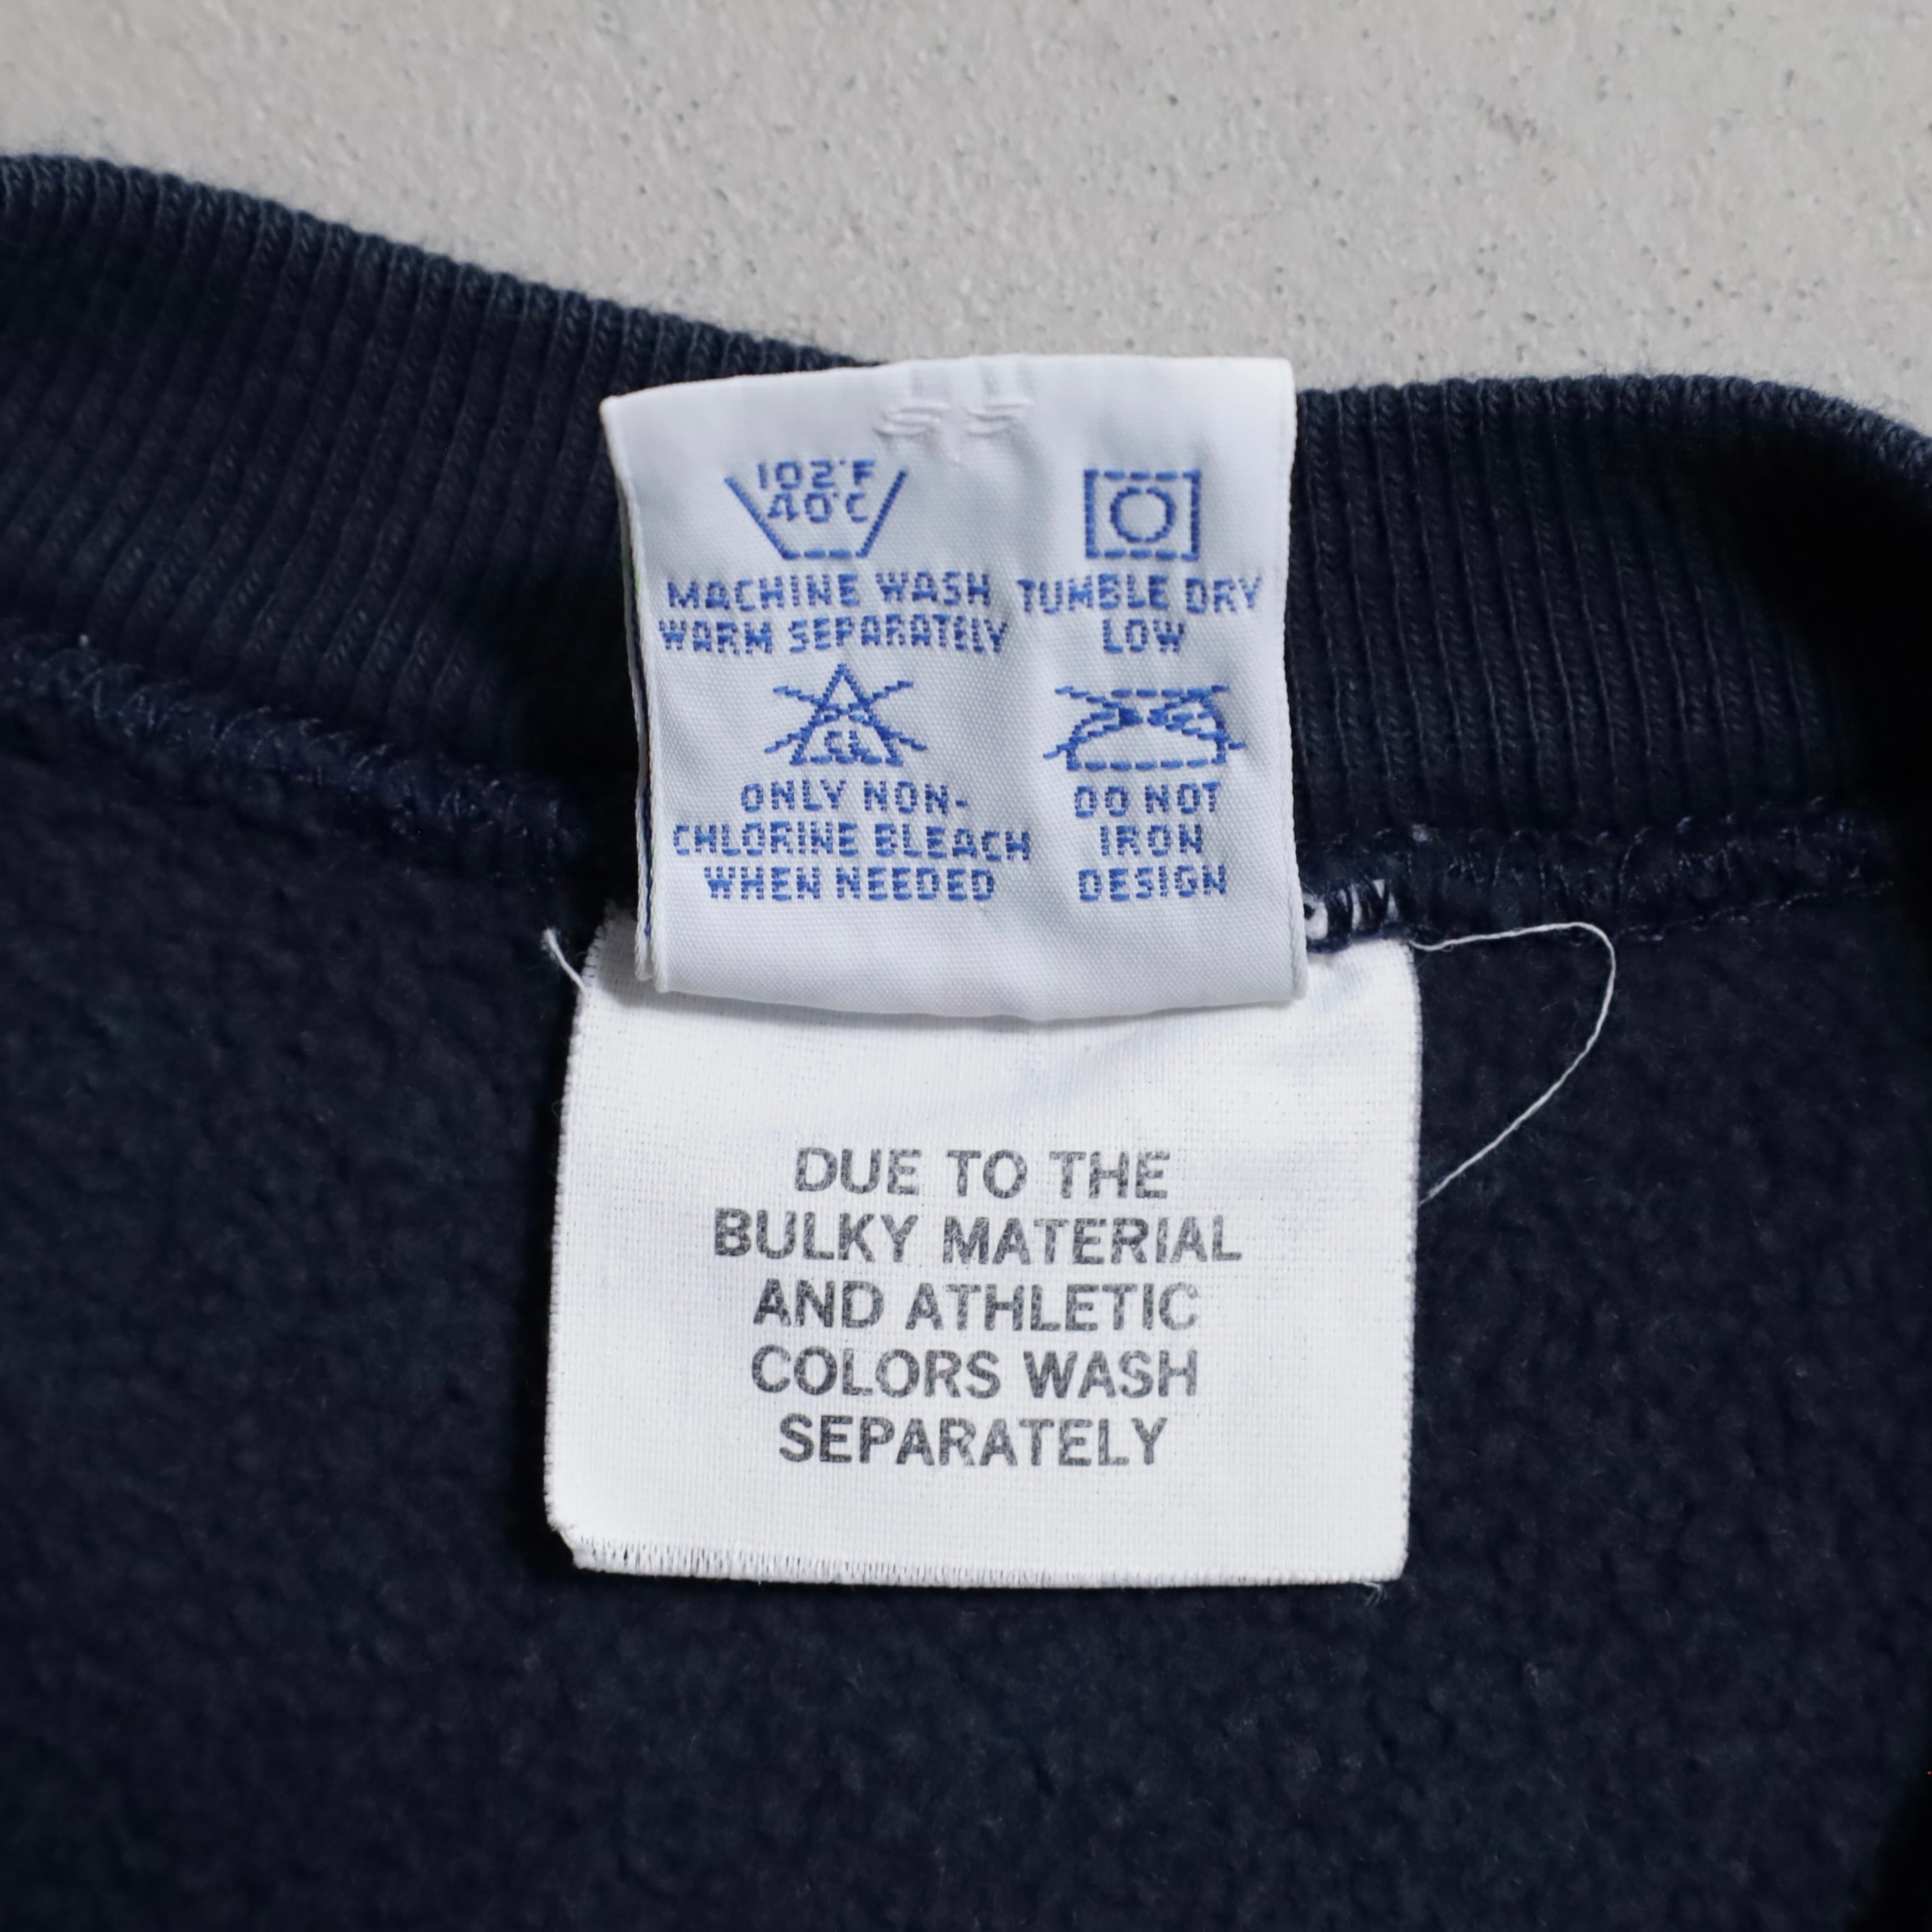 102°F
40°C
MACHINE WASH
WARM SEPARATELY
TUMBLE DRY
LOW
CL
ONLY NON-
CHLORINE BLEACH
WHEN NEEDED
DO NOT
IRON
DESIGN
DUE TO THE
BULKY MATERIAL
AND ATHLETIC
COLORS WASH
SEPARATELY